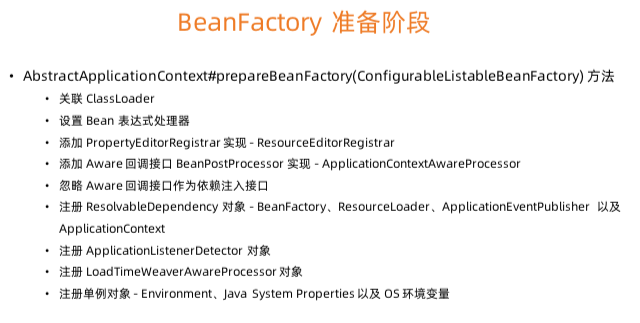 BeanFactory 准备阶段
• AbstractApplicationContext#prepareBeanFactory(ConfigurableListableBeanFactory) 方法
• 关联 ClassLoader
• 设置 Bean 表达式处理器
• 添加 PropertyEditorRegistrar 实现 - ResourceEditorRegistrar
• 添加 Aware 回调接口 BeanPostProcessor 实现 - ApplicationContextAwareProcessor
• 忽略 Aware 回调接口作为依赖注入接口
• 注册 ResolvableDependency 对象 - BeanFactory、ResourceLoader、ApplicationEventPublisher 以及
ApplicationContext
• 注册 ApplicationListenerDetector 对象
• 注册 LoadTimeWeaverAwareProcessor 对象
• 注册单例对象 - Environment、Java System Properties 以及 OS 环境变量